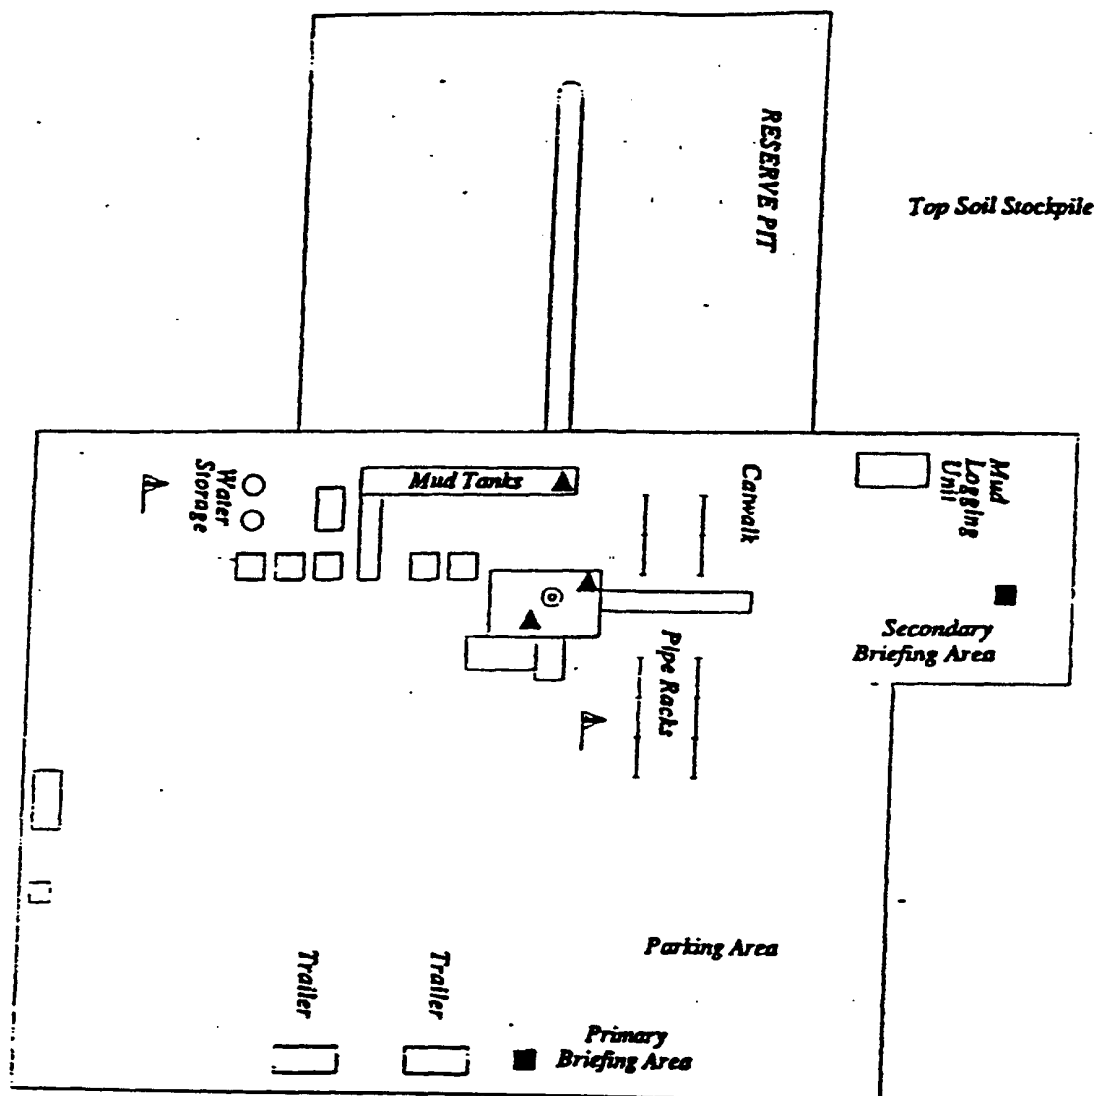 RESERVE PIT
Top Soil Stockpile
Water
Storage
Mud Tanks
Catwalk
Mud
Logging
Unit
Secondary
Briefing Area
Pipe Racks
Parking Area
Trailer
Trailer
Primary
Briefing Area